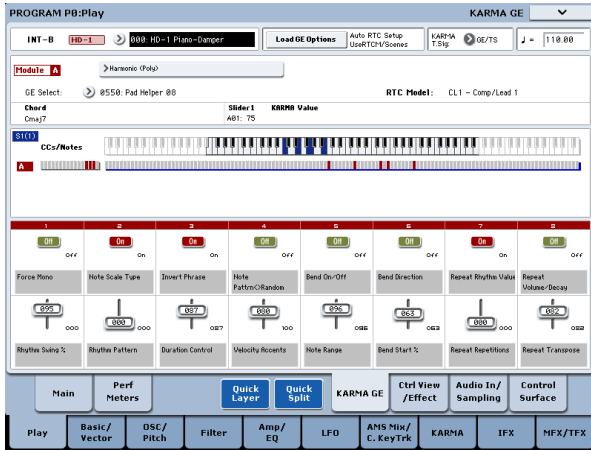 PROGRAM P0:Play
KARMA GE
INT-B HD-1 000: HD-1 Piano-Damper
Load GE Options
Auto RTC Setup
UseRTCM/Scenes
KARMA
T.Sig:
GE/TS
♩ = 110.00
Module A
Harmonic (Poly)
GE Select: 0550: Pad Helper 08
RTC Model: CL1 - Comp/Lead 1
Chord Slider1 KARMA Value
Cmaj7 A01: 75
S1(1)
CCs/Notes
A
1 2 3 4 5 6 7 8
Off On On Off Off Off On Off
Off On On Off Off Off On Off
Force Mono
Note Scale Type
Invert Phrase
Note
Pattrn<>Random
Bend On/Off
Bend Direction
Repeat Rhythm Value
Repeat
Volume/Decay
095 000 087 080 096 063 000 082
000 000 087 100 096 063 000 082
Rhythm Swing %
Rhythm Pattern
Duration Control
Velocity Accents
Note Range
Bend Start %
Repeat Repetitions
Repeat Transpose
Main
Perf
Meters
Quick
Layer
Quick
Split
KARMA GE
Ctrl View
/Effect
Audio In/
Sampling
Control
Surface
Play
Basic/
Vector
OSC/
Pitch
Filter
Amp/
EQ
LFO
AMS Mix/
C. KeyTrk
KARMA
IFX
MFX/TFX